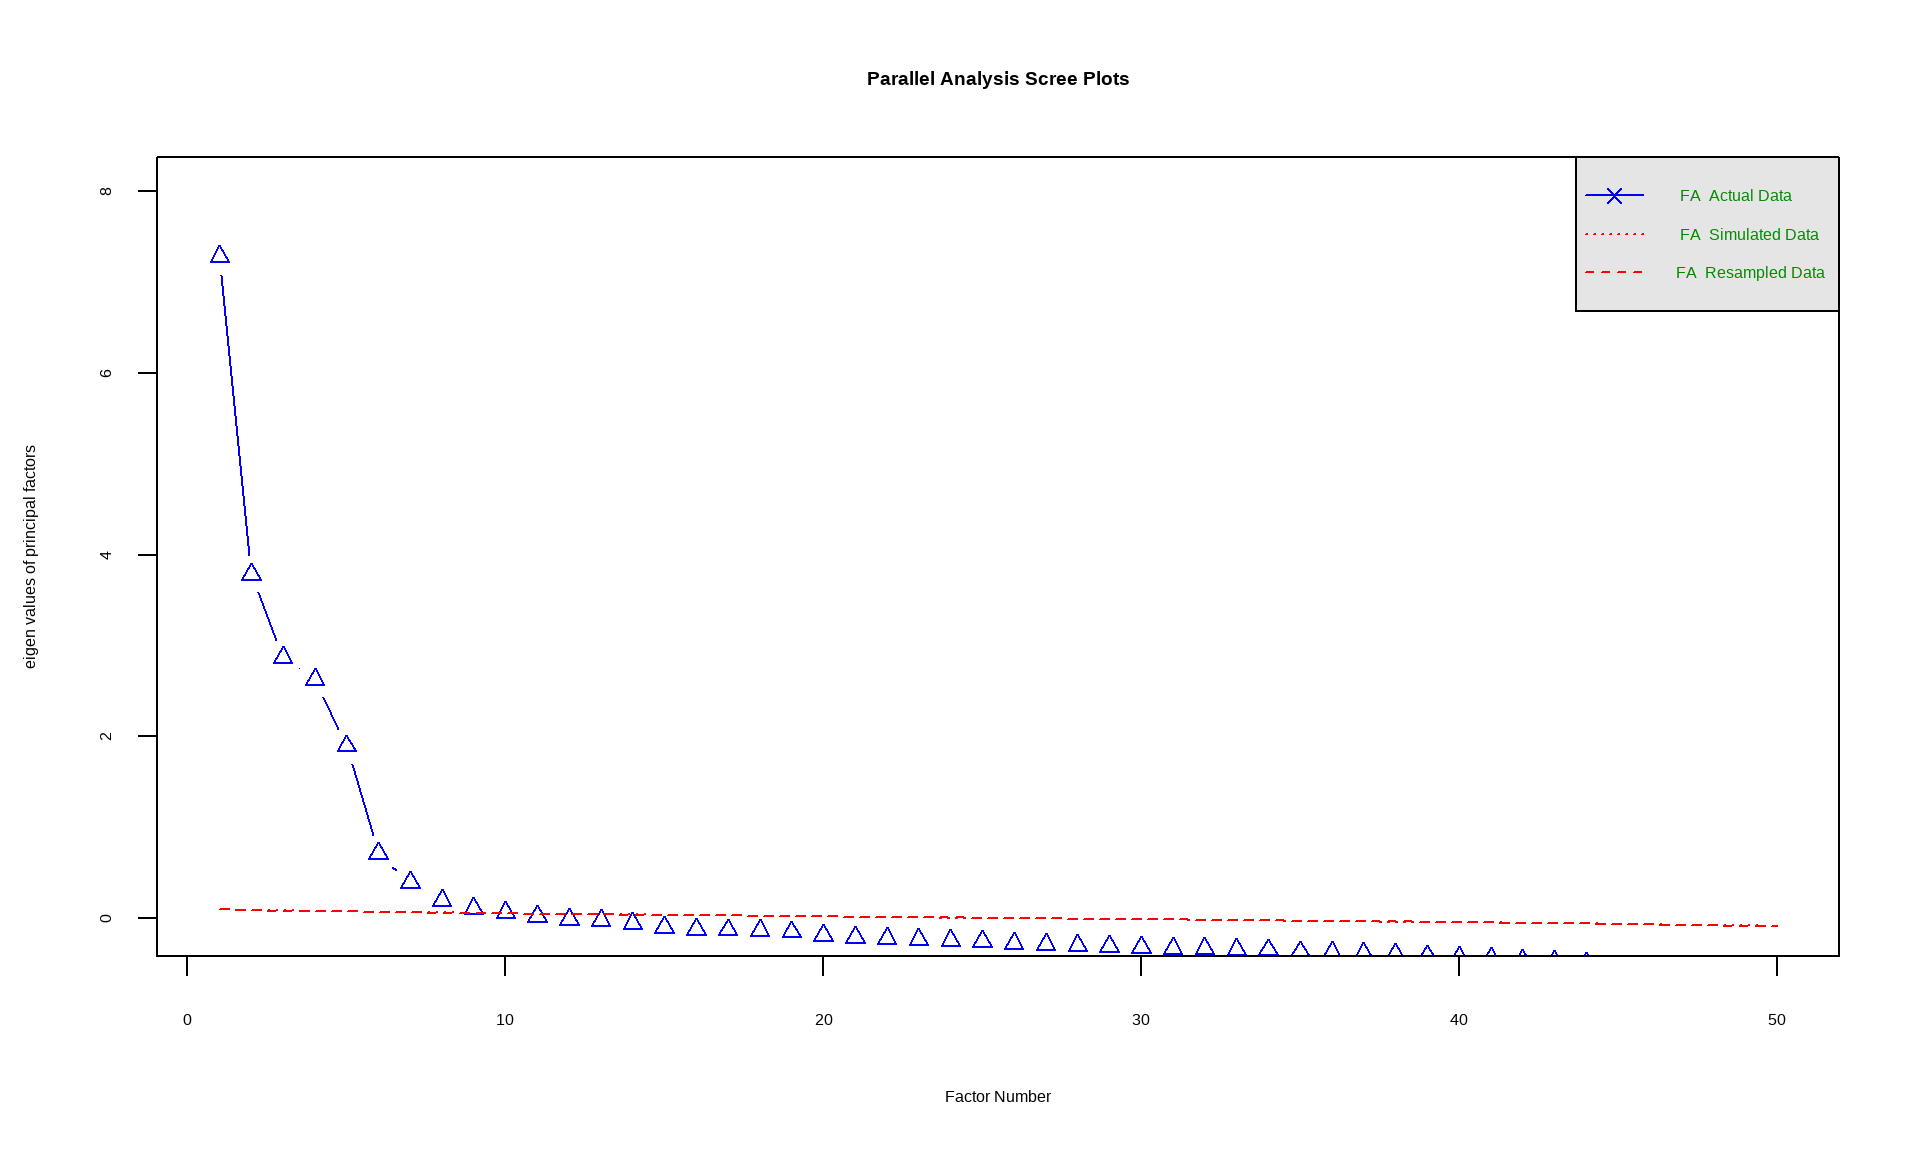 Parallel Analysis Scree Plots
FA  Actual Data
FA  Simulated Data
FA  Resampled Data
eigen values of principal factors
8
6
4
2
0
0 10 20 30 40 50
Factor Number